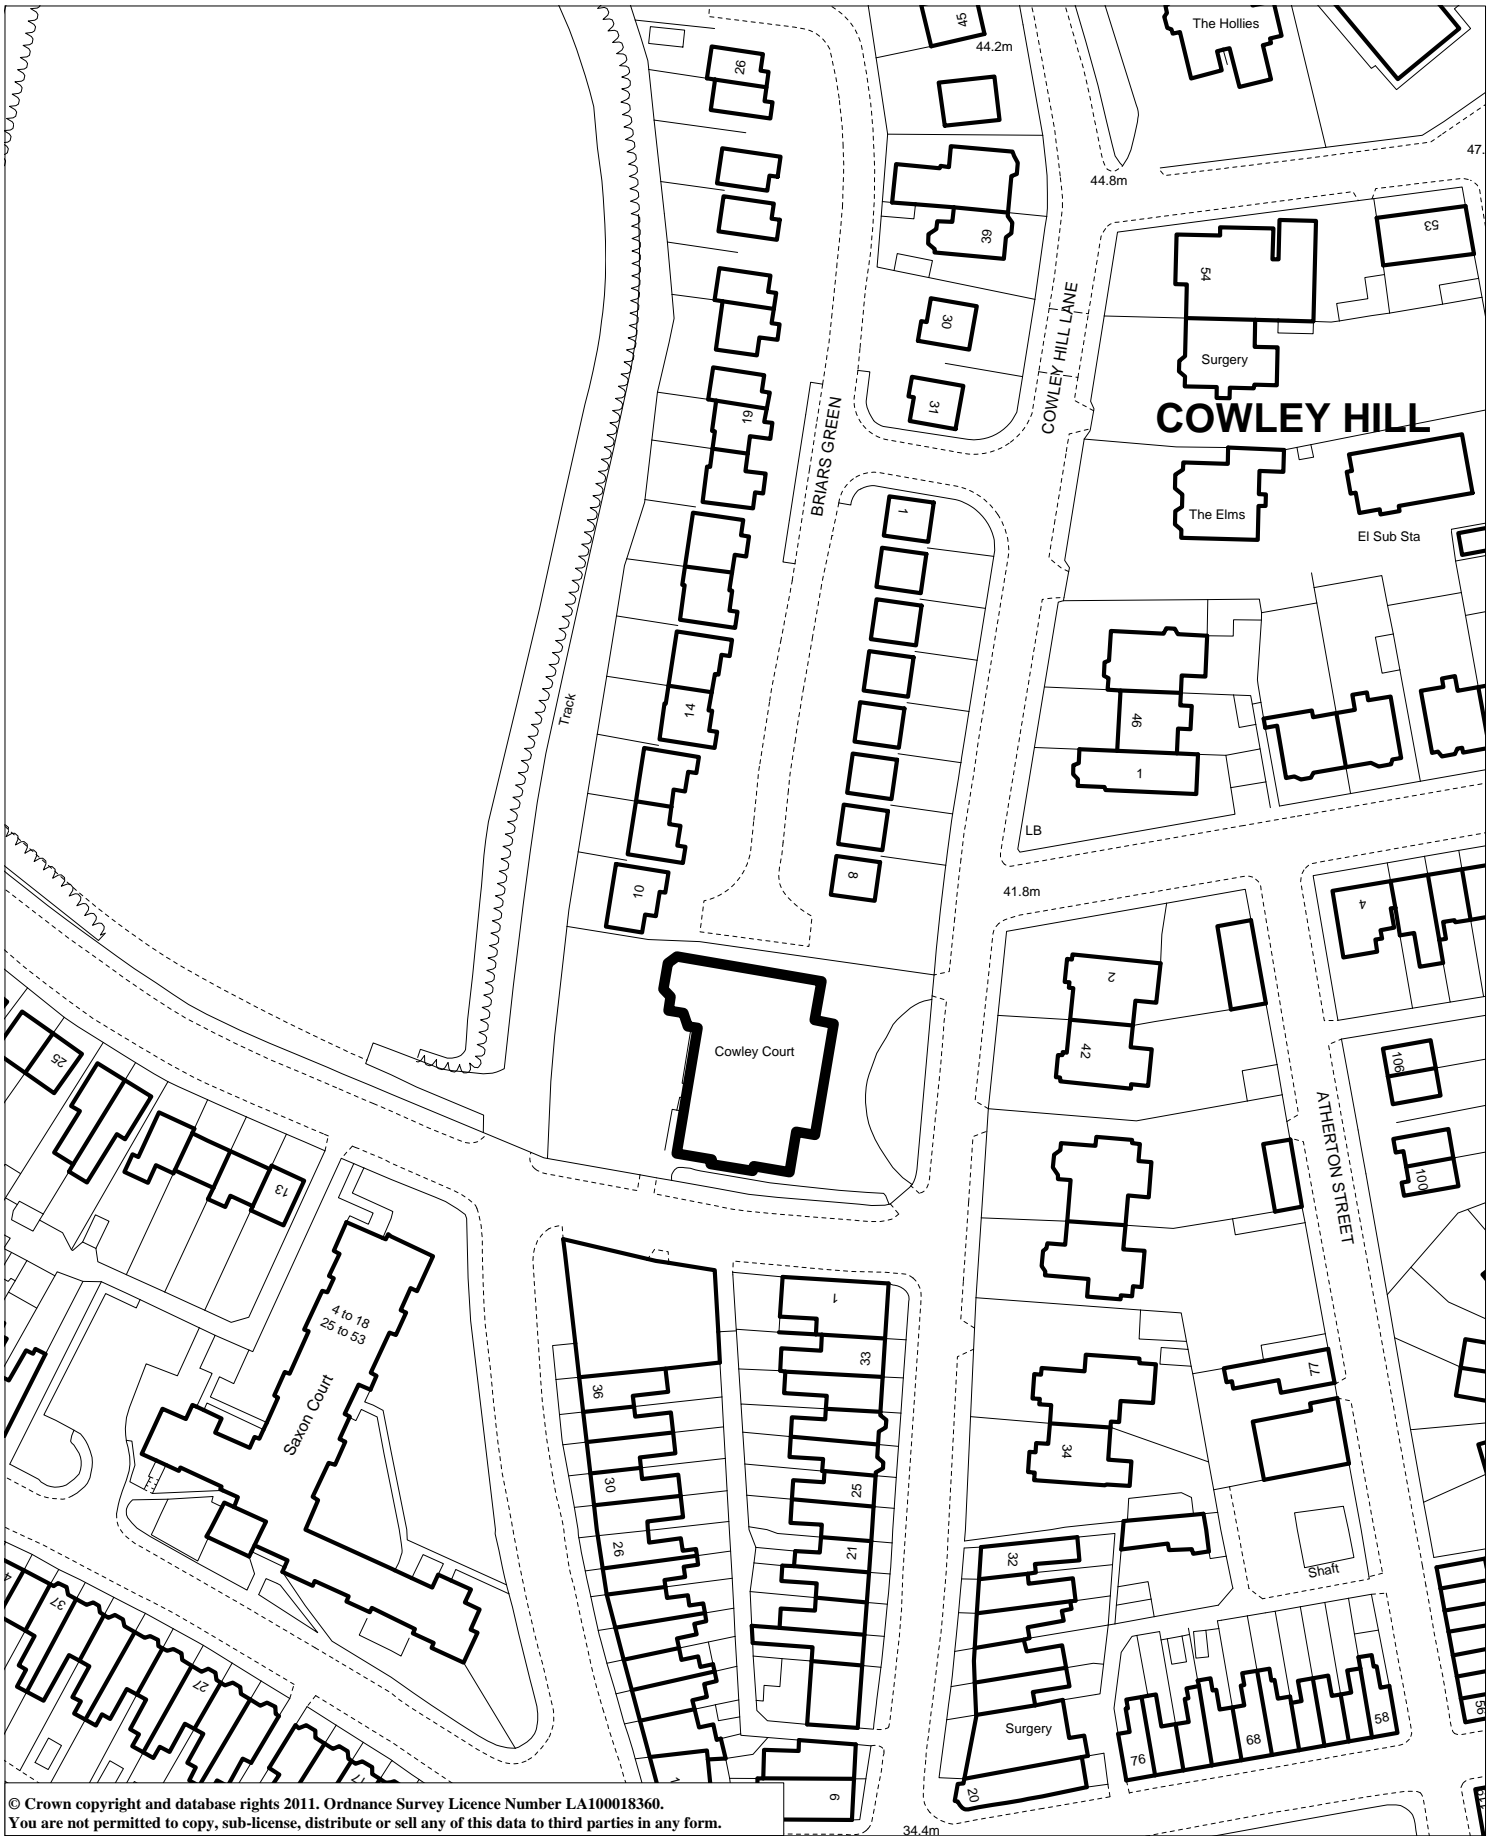 The Hollies
45
44.2m
26
47.
44.8m
39
53
54
30
COWLEY HILL LANE
Surgery
31
COWLEY HILL
19
BRIARS GREEN
1
The Elms
El Sub Sta
Track
14
46
1
LB
10
8
41.8m
4
2
42
Cowley Court
25
106
ATHERTON STREET
100
13
4 to 18
25 to 53
Saxon Court
1
33
36
77
34
30
25
26
21
32
Shaft
37
27
Surgery
58
68
76
56
20
9
34.4m
© Crown copyright and database rights 2011. Ordnance Survey Licence Number LA100018360.
You are not permitted to copy, sub-license, distribute or sell any of this data to third parties in any form.